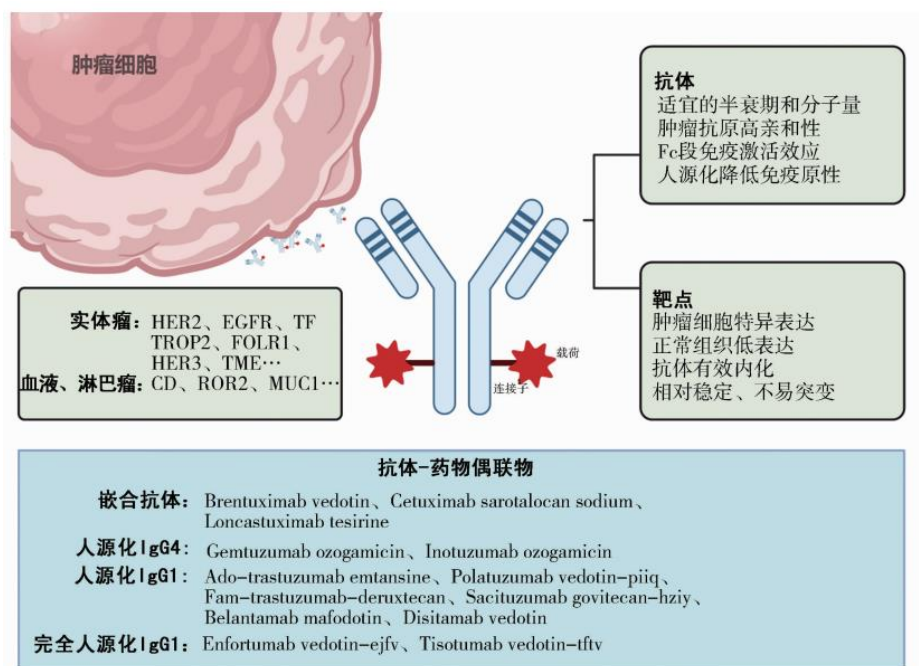 肿瘤细胞
抗体
适宜的半衰期和分子量
肿瘤抗原高亲和性
Fc段免疫激活效应
人源化降低免疫原性
靶点
肿瘤细胞特异表达
正常组织低表达
抗体有效内化
相对稳定、不易突变
实体瘤：HER2、EGFR、TF
TROP2、FOLR1、
HER3、TME…
血液、淋巴瘤：CD、ROR2、MUC1…
载荷
连接子
抗体-药物偶联物
嵌合抗体：Brentuximab vedotin、Cetuximab sarotalocan sodium、
Loncastuximab tesirine
人源化IgG4：Gemtuzumab ozogamicin、Inotuzumab ozogamicin
人源化IgG1：Ado-trastuzumab emtansine、Polatuzumab vedotin-piiq、
Fam-trastuzumab-deruxtecan、Sacituzumab govitecan-hziy、
Belantamab mafodotin、Disitamab vedotin
完全人源化IgG1：Enfortumab vedotin-ejfv、Tisotumab vedotin-tftv